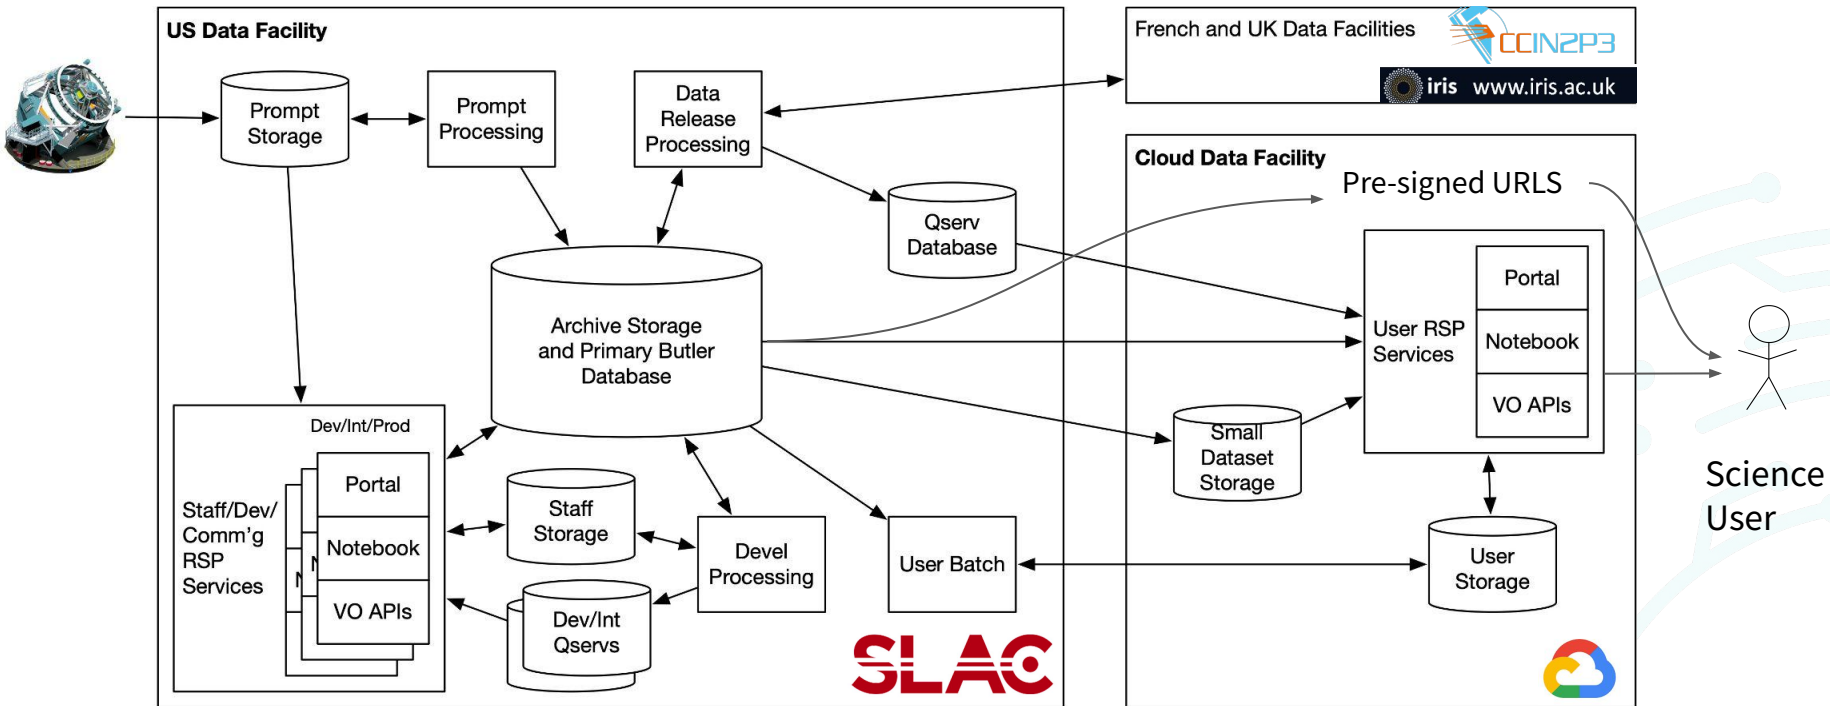 US Data Facility
Prompt
Storage
Prompt
Processing
Data
Release
Processing
Qserv
Database
Archive Storage
and Primary Butler
Database
Dev/Int/Prod
Staff/Dev/
Comm'g
RSP
Services
Portal
Notebook
VO APIs
N
N
Staff
Storage
Dev/Int
Qservs
Devel
Processing
User Batch
SLAC
French and UK Data Facilities
CCIN2P3
iris www.iris.ac.uk
Cloud Data Facility
Pre-signed URLS
User RSP
Services
Portal
Notebook
VO APIs
Small
Dataset
Storage
User
Storage
Science
User